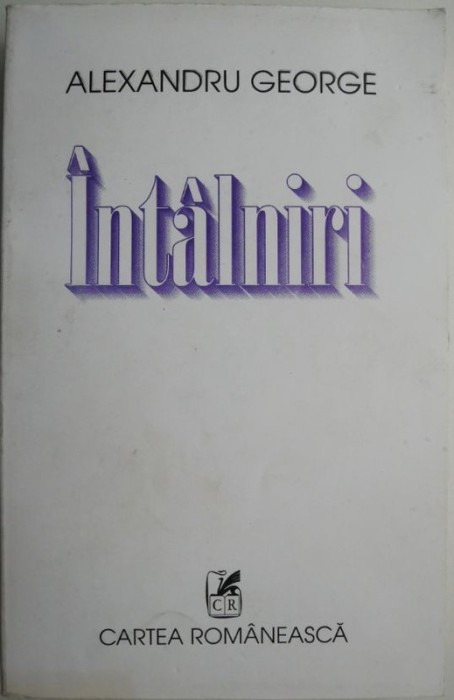 ALEXANDRU GEORGE
Întâlniri
CR
CARTEA ROMÂNEASCĂ